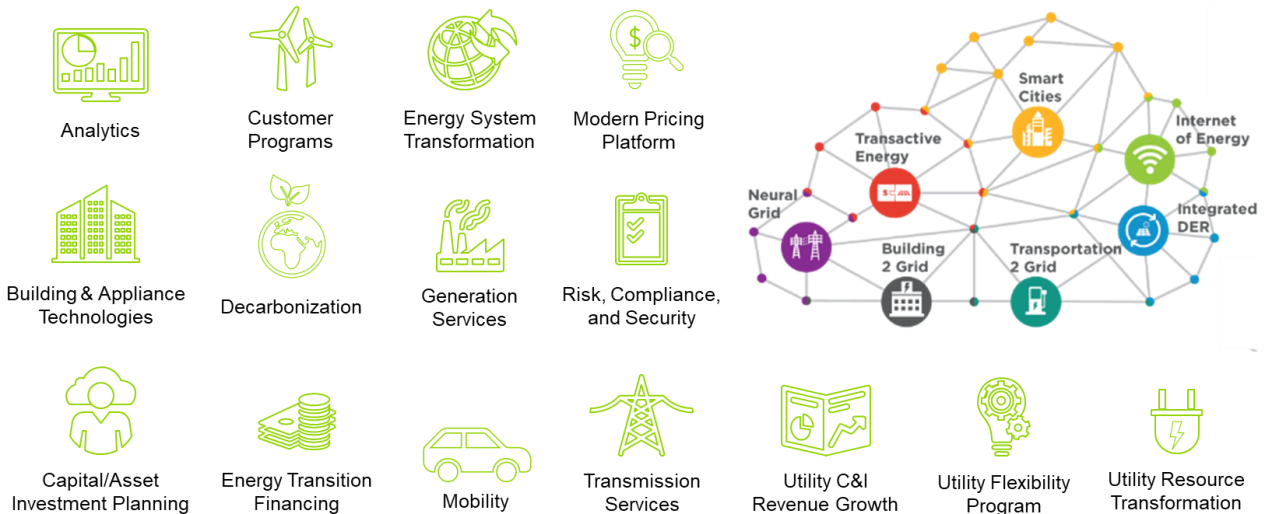 Analytics
Customer
Programs
Energy System
Transformation
Modern Pricing
Platform
Building & Appliance
Technologies
Decarbonization
Generation
Services
Risk, Compliance,
and Security
Smart
Cities
Internet
of Energy
Transactive
Energy
Neural
Grid
Integrated
DER
Building
2 Grid
Transportation
2 Grid
Capital/Asset
Investment Planning
Energy Transition
Financing
Mobility
Transmission
Services
Utility C&I
Revenue Growth
Utility Flexibility
Program
Utility Resource
Transformation
$